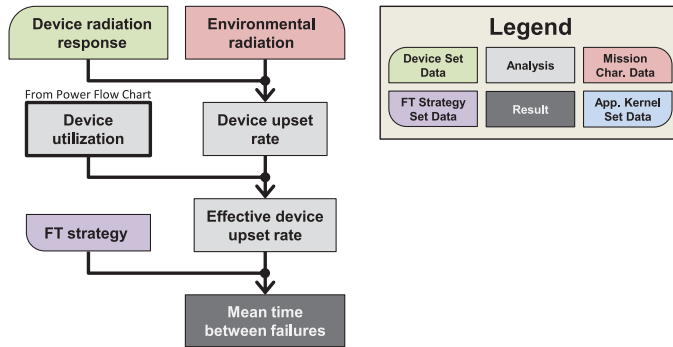 Device radiation
response
Environmental
radiation
From Power Flow Chart
Device
utilization
Device upset
rate
FT strategy
Effective device
upset rate
Mean time
between failures
Legend
Device Set
Data
Analysis
Mission
Char. Data
FT Strategy
Set Data
Result
App. Kernel
Set Data